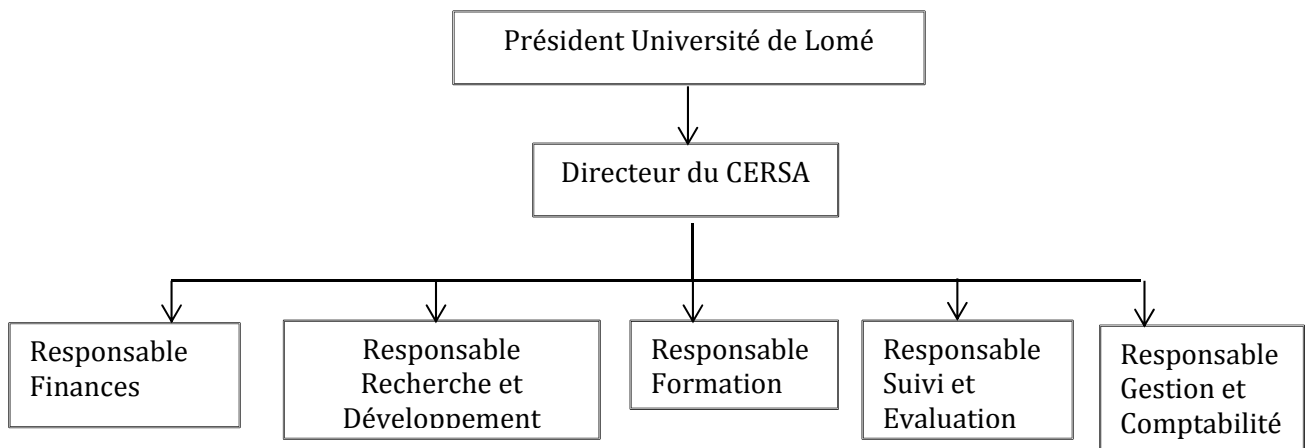 Président Université de Lomé
Directeur du CERSA
Responsable
Finances
Responsable
Recherche et
Développement
Responsable
Formation
Responsable
Suivi et
Evaluation
Responsable
Gestion et
Comptabilité